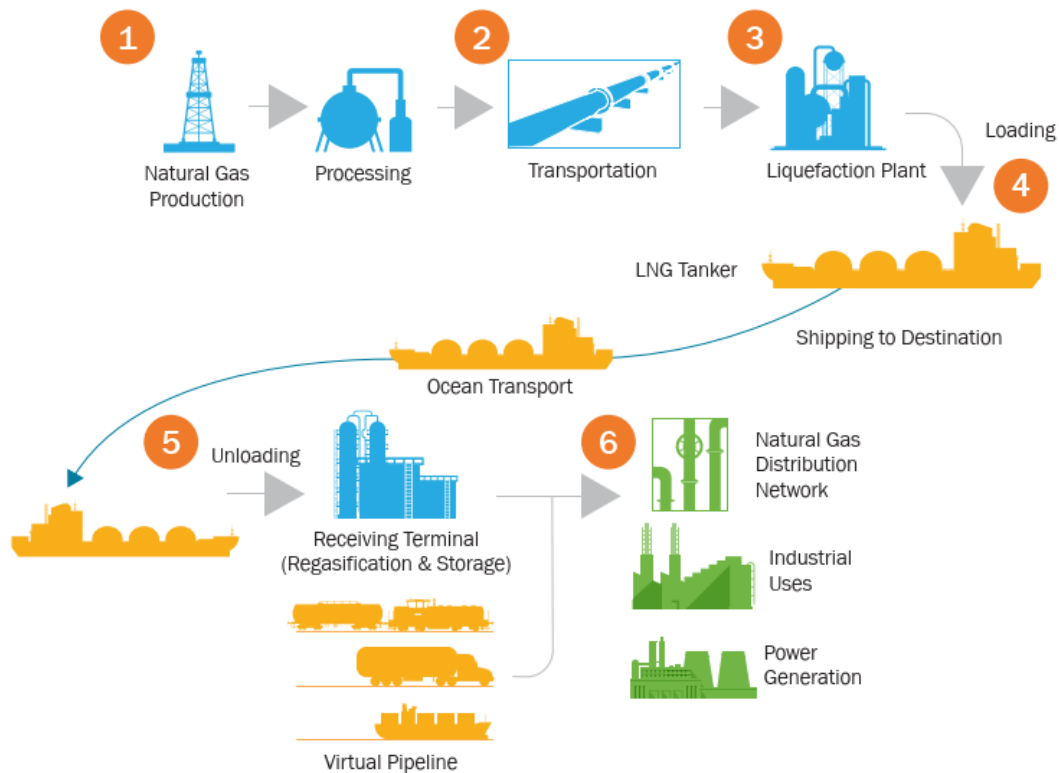 1
2
3
Natural Gas
Production
Processing
Transportation
Liquefaction Plant
Loading
4
LNG Tanker
Shipping to Destination
Ocean Transport
5
Unloading
Receiving Terminal
(Regasification & Storage)
6
Natural Gas
Distribution
Network
Industrial
Uses
Power
Generation
Virtual Pipeline